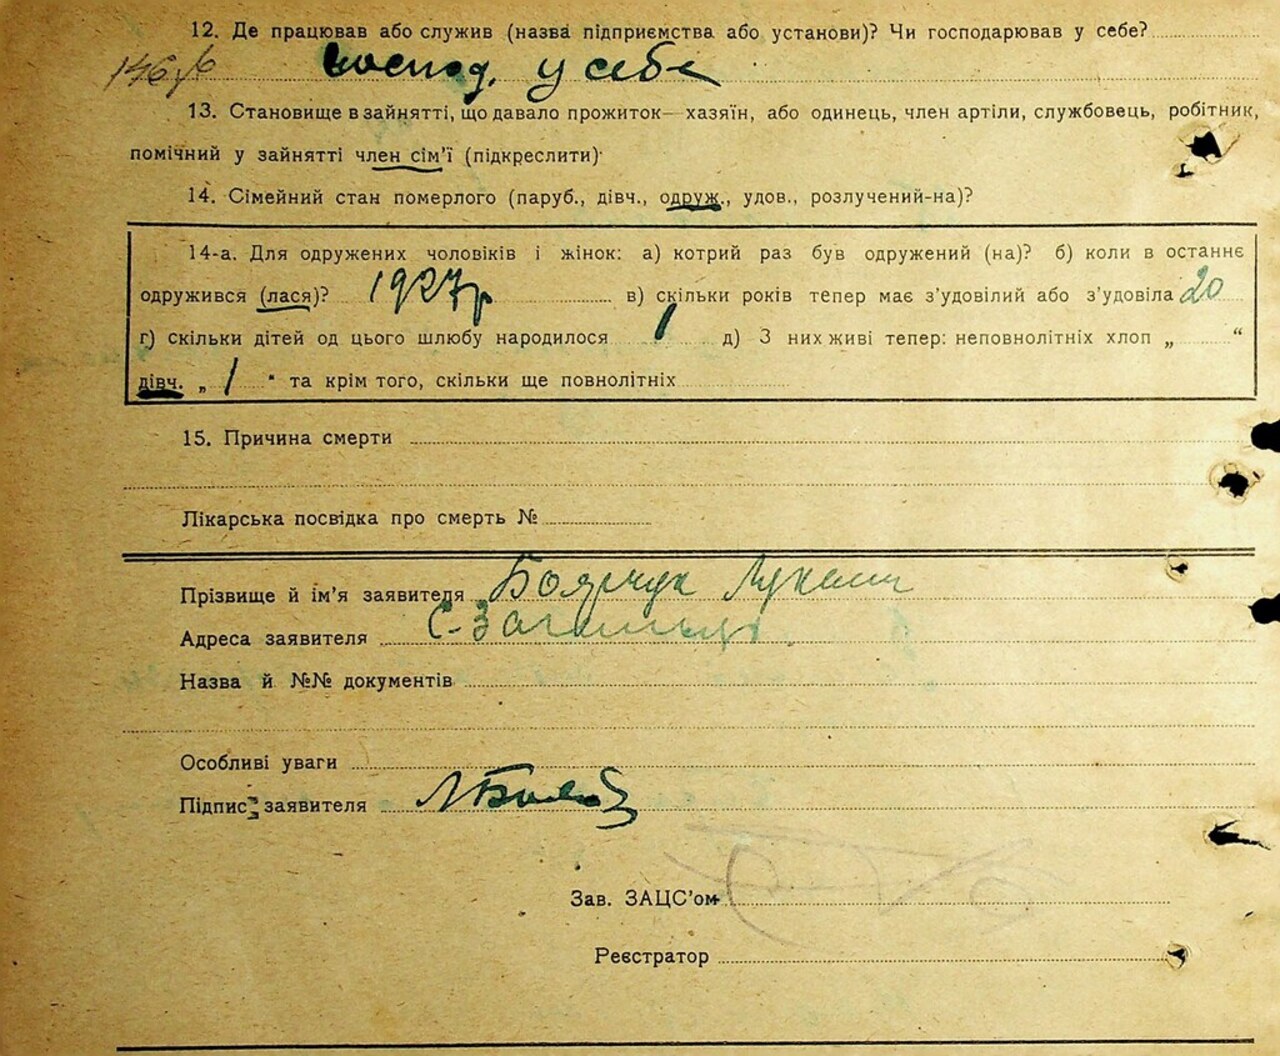 12. Де працював або служив (назва підприємства або установи)? Чи господарював у себе?
господ. у себе
13. Становище в зайнятті, що давало прожиток — хазяїн, або одинець, член артілі, службовець, робітник,
помічний у зайнятті член сім’ї (підкреслити)
14. Сімейний стан померлого (паруб., дівч., одруж., удов., розлучений-на)?
14-а. Для одружених чоловіків і жінок: а) котрий раз був одружений (на)? б) коли в останнє
одружився (лася)? 1927 р в) скільки років тепер має з’удовілий або з’удовіла 20
г) скільки дітей од цього шлюбу народилося 1 д) З них живі тепер: неповнолітніх хлоп „ “
дівч. „ 1 “ та крім того, скільки ще повнолітніх
15. Причина смерти
Лікарська посвідка про смерть №
Прізвище й ім’я заявителя Боярчук Лукаш
Адреса заявителя С-
Назва й №№ документів
Особливі уваги
Підпис заявителя
Зав. ЗАЦС’ом
Реєстратор